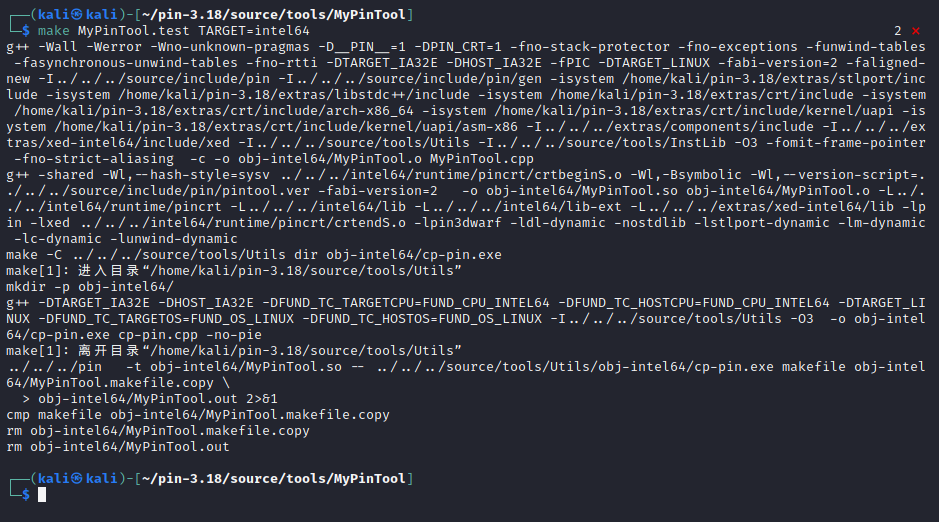 ┌──(kali㉿kali)-[~/pin-3.18/source/tools/MyPinTool]
└─$ make MyPinTool.test TARGET=intel64 2 ⨯
g++ -Wall -Werror -Wno-unknown-pragmas -D__PIN__=1 -DPIN_CRT=1 -fno-stack-protector -fno-exceptions -funwind-tables
-fasynchronous-unwind-tables -fno-rtti -DTARGET_IA32E -DHOST_IA32E -fPIC -DTARGET_LINUX -fabi-version=2 -faligned-
new -I../../../source/include/pin -I../../../source/include/pin/gen -isystem /home/kali/pin-3.18/extras/stlport/inc
lude -isystem /home/kali/pin-3.18/extras/libstdc++/include -isystem /home/kali/pin-3.18/extras/crt/include -isystem
/home/kali/pin-3.18/extras/crt/include/arch-x86_64 -isystem /home/kali/pin-3.18/extras/crt/include/kernel/uapi -is
ystem /home/kali/pin-3.18/extras/crt/include/kernel/uapi/asm-x86 -I../../../extras/components/include -I../../../ex
tras/xed-intel64/include/xed -I../../../source/tools/Utils -I../../../source/tools/InstLib -O3 -fomit-frame-pointer
-fno-strict-aliasing  -c -o obj-intel64/MyPinTool.o MyPinTool.cpp
g++ -shared -Wl,--hash-style=sysv ../../../intel64/runtime/pincrt/crtbeginS.o -Wl,-Bsymbolic -Wl,--version-script=.
./../../source/include/pin/pintool.ver -fabi-version=2   -o obj-intel64/MyPinTool.so obj-intel64/MyPinTool.o -L../.
./../intel64/runtime/pincrt -L../../../intel64/lib -L../../../intel64/lib-ext -L../../../extras/xed-intel64/lib -lp
in -lxed ../../../intel64/runtime/pincrt/crtendS.o -lpin3dwarf -ldl-dynamic -nostdlib -lstlport-dynamic -lm-dynamic
-lc-dynamic -lunwind-dynamic
make -C ../../../source/tools/Utils dir obj-intel64/cp-pin.exe
make[1]: 进入目录“/home/kali/pin-3.18/source/tools/Utils”
mkdir -p obj-intel64/
g++ -DTARGET_IA32E -DHOST_IA32E -DFUND_TC_TARGETCPU=FUND_CPU_INTEL64 -DFUND_TC_HOSTCPU=FUND_CPU_INTEL64 -DTARGET_LI
NUX -DFUND_TC_TARGETOS=FUND_OS_LINUX -DFUND_TC_HOSTOS=FUND_OS_LINUX -I../../../source/tools/Utils -O3  -o obj-intel
64/cp-pin.exe cp-pin.cpp -no-pie
make[1]: 离开目录“/home/kali/pin-3.18/source/tools/Utils”
../../../pin   -t obj-intel64/MyPinTool.so -- ../../../source/tools/Utils/obj-intel64/cp-pin.exe makefile obj-intel
64/MyPinTool.makefile.copy \
  > obj-intel64/MyPinTool.out 2>&1
cmp makefile obj-intel64/MyPinTool.makefile.copy
rm obj-intel64/MyPinTool.makefile.copy
rm obj-intel64/MyPinTool.out
┌──(kali㉿kali)-[~/pin-3.18/source/tools/MyPinTool]
└─$